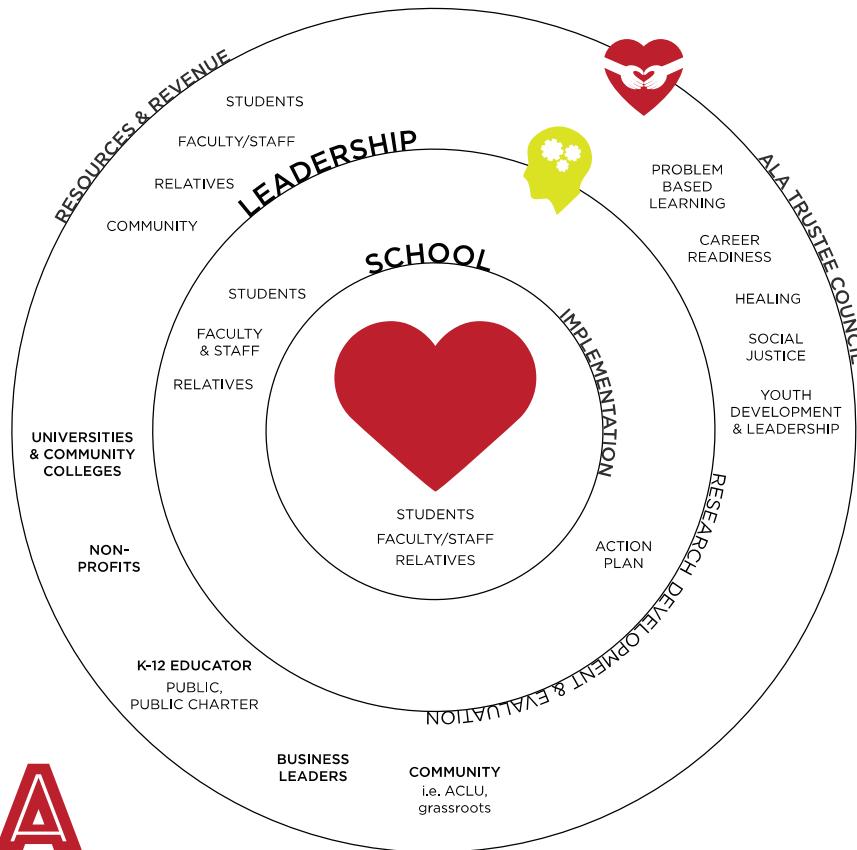 RESOURCES & REVENUE
STUDENTS
FACULTY/STAFF
RELATIVES
COMMUNITY
LEADERSHIP
SCHOOL
STUDENTS
FACULTY
& STAFF
RELATIVES
IMPLEMENTATION
ALA TRUSTEE COUNCIL
PROBLEM
BASED
LEARNING
CAREER
READINESS
HEALING
SOCIAL
JUSTICE
YOUTH
DEVELOPMENT
& LEADERSHIP
UNIVERSITIES
& COMMUNITY
COLLEGES
STUDENTS
FACULTY/STAFF
RELATIVES
ACTION
PLAN
RESEARCH, DEVELOPMENT & EVALUATION
NON-
PROFITS
K-12 EDUCATOR
PUBLIC,
PUBLIC CHARTER
BUSINESS
LEADERS
COMMUNITY
i.e. ACLU,
grassroots
A